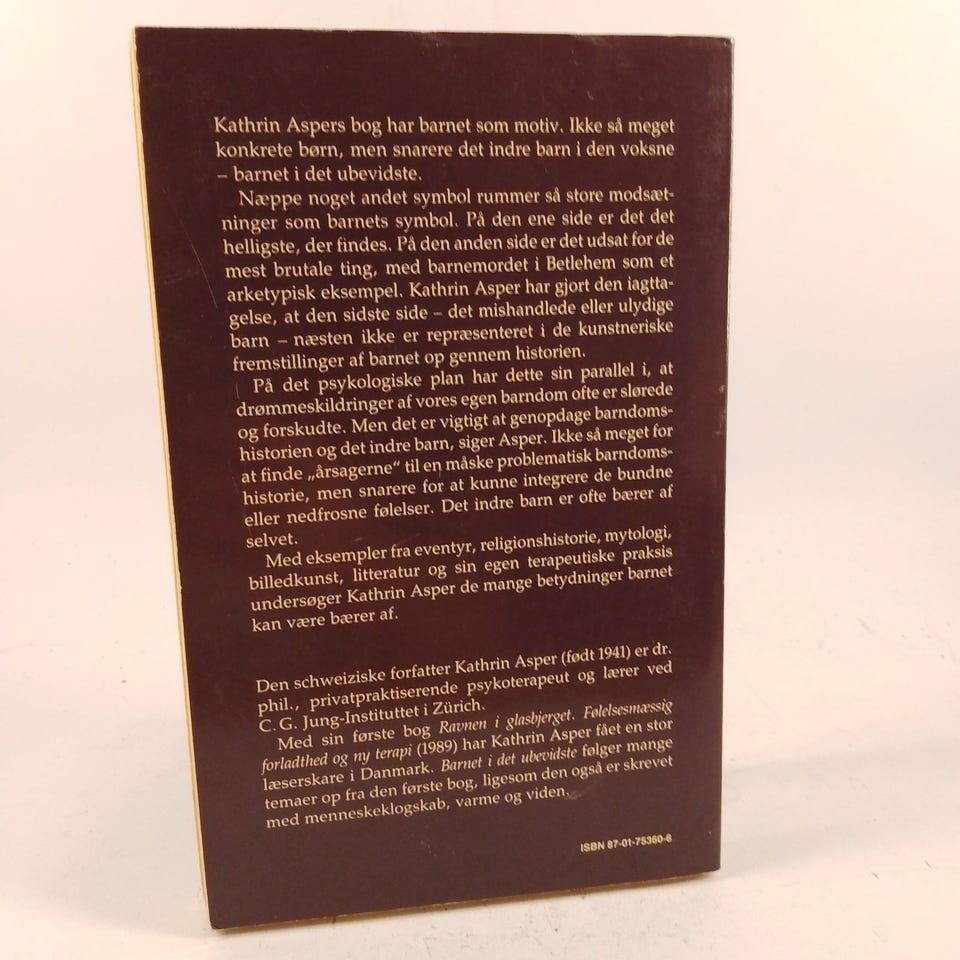 Kathrin Aspers bog har barnet som motiv. Ikke så meget
konkrete børn, men snarere det indre barn i den voksne
– barnet i det ubevidste.
Næppe noget andet symbol rummer så store modsæt-
ninger som barnets symbol. På den ene side er det det
helligste, der findes. På den anden side er det udsat for de
mest brutale ting, med barnemordet i Betlehem som et
arketypisk eksempel. Kathrin Asper har gjort den iagtta-
gelse, at den sidste side – det mishandlede eller ulydige
barn – næsten ikke er repræsenteret i de kunstneriske
fremstillinger af barnet op gennem historien.
På det psykologiske plan har dette sin parallel i, at
drømmeskildringer af vores egen barndom ofte er slørede
og forskudte. Men det er vigtigt at genopdage barndoms-
historien og det indre barn, siger Asper. Ikke så meget for
at finde „årsagerne“ til en måske problematisk barndoms-
historie, men snarere for at kunne integrere de bundne
eller nedfrosne følelser. Det indre barn er ofte bærer af
selvet.
Med eksempler fra eventyr, religionshistorie, mytologi,
billedkunst, litteratur og sin egen terapeutiske praksis
undersøger Kathrin Asper de mange betydninger barnet
kan være bærer af.
Den schweiziske forfatter Kathrin Asper (født 1941) er dr.
phil., privatpraktiserende psykoterapeut og lærer ved
C. G. Jung-Instituttet i Zürich.
Med sin første bog Ravnen i glasbjerget. Følelsesmæssig
forladthed og ny terapi (1989) har Kathrin Asper fået en stor
læserskare i Danmark. Barnet i det ubevidste følger mange
temaer op fra den første bog, ligesom den også er skrevet
med menneskeklogskab, varme og viden.
ISBN 87-01-75360-6